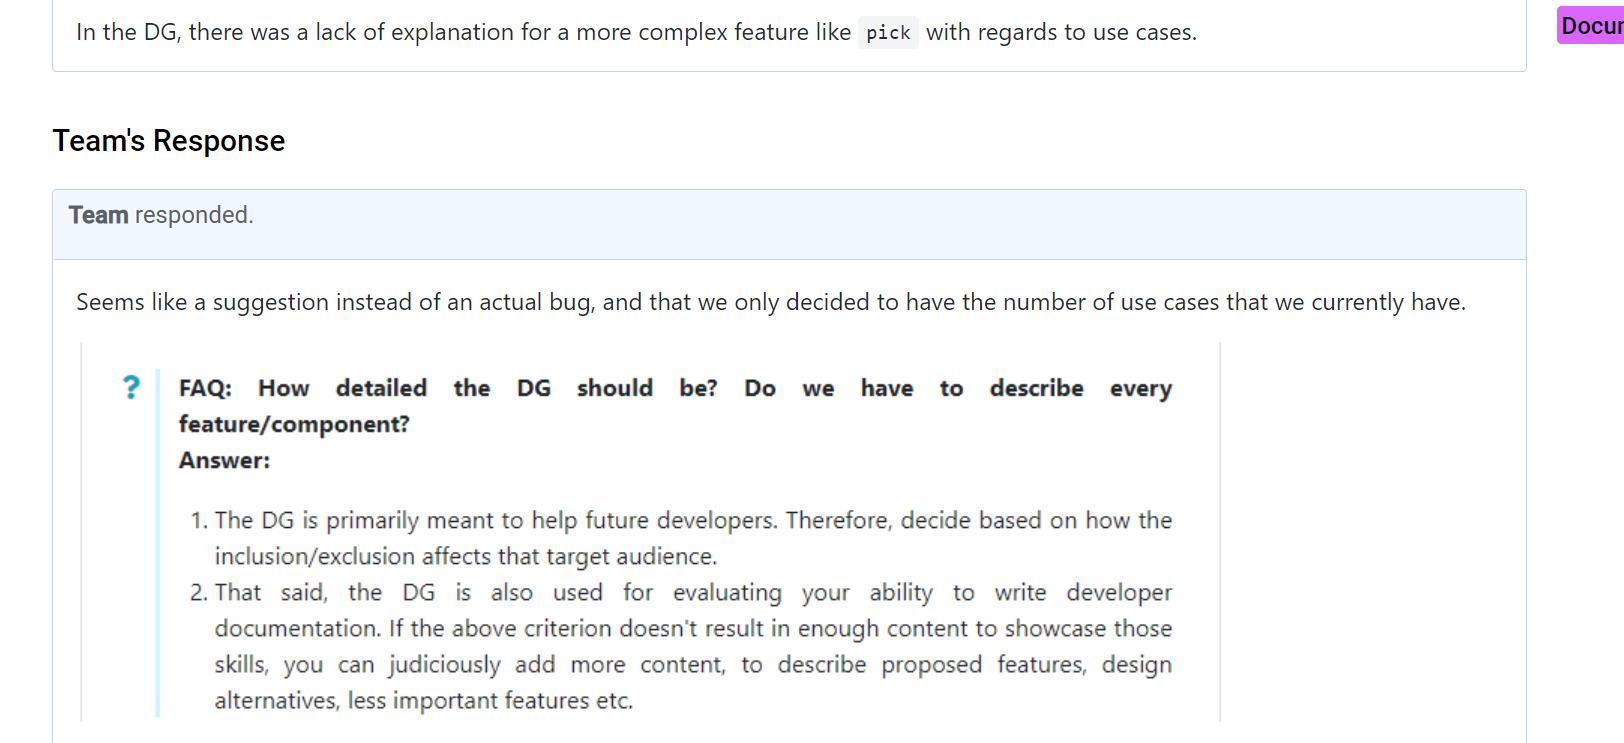 In the DG, there was a lack of explanation for a more complex feature like pick with regards to use cases.
Team's Response
Team responded.
Seems like a suggestion instead of an actual bug, and that we only decided to have the number of use cases that we currently have.
? FAQ: How detailed the DG should be? Do we have to describe every
feature/component?
Answer:
1. The DG is primarily meant to help future developers. Therefore, decide based on how the
inclusion/exclusion affects that target audience.
2. That said, the DG is also used for evaluating your ability to write developer
documentation. If the above criterion doesn't result in enough content to showcase those
skills, you can judiciously add more content, to describe proposed features, design
alternatives, less important features etc.